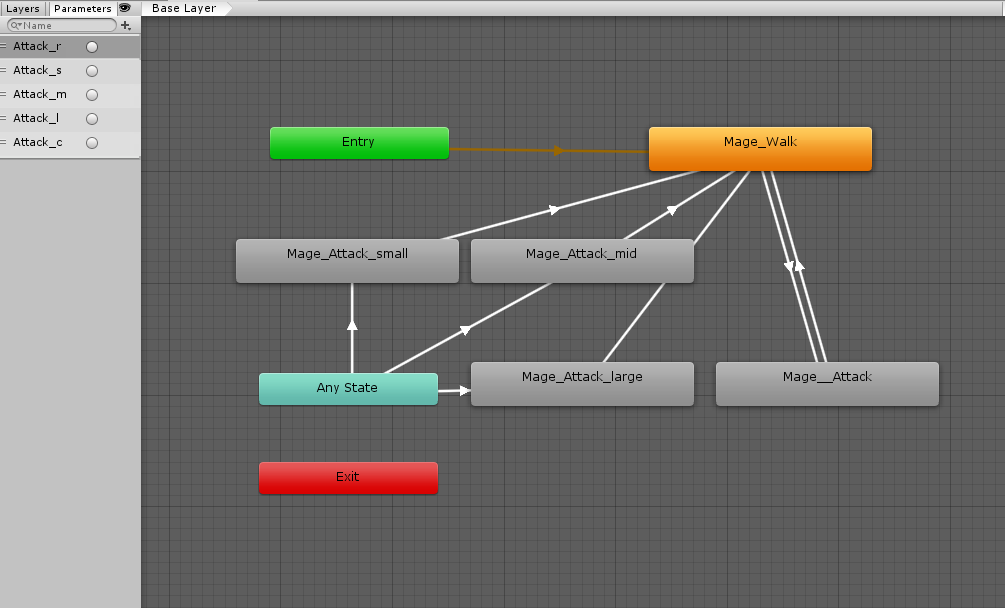 Layers Parameters Base Layer
Name
Attack_r
Attack_s
Attack_m
Attack_l
Attack_c
Entry
Mage_Walk
Mage_Attack_small
Mage_Attack_mid
Any State
Mage_Attack_large
Mage__Attack
Exit